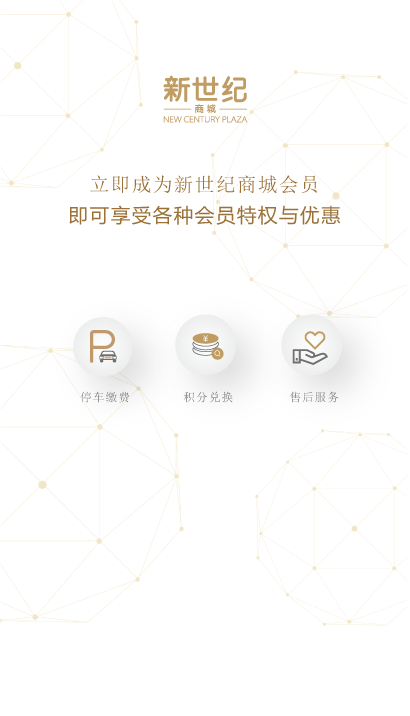 新世纪
商城
NEW CENTURY PLAZA
立即成为新世纪商城会员
即可享受各种会员特权与优惠
P
¥
停车缴费
积分兑换
售后服务